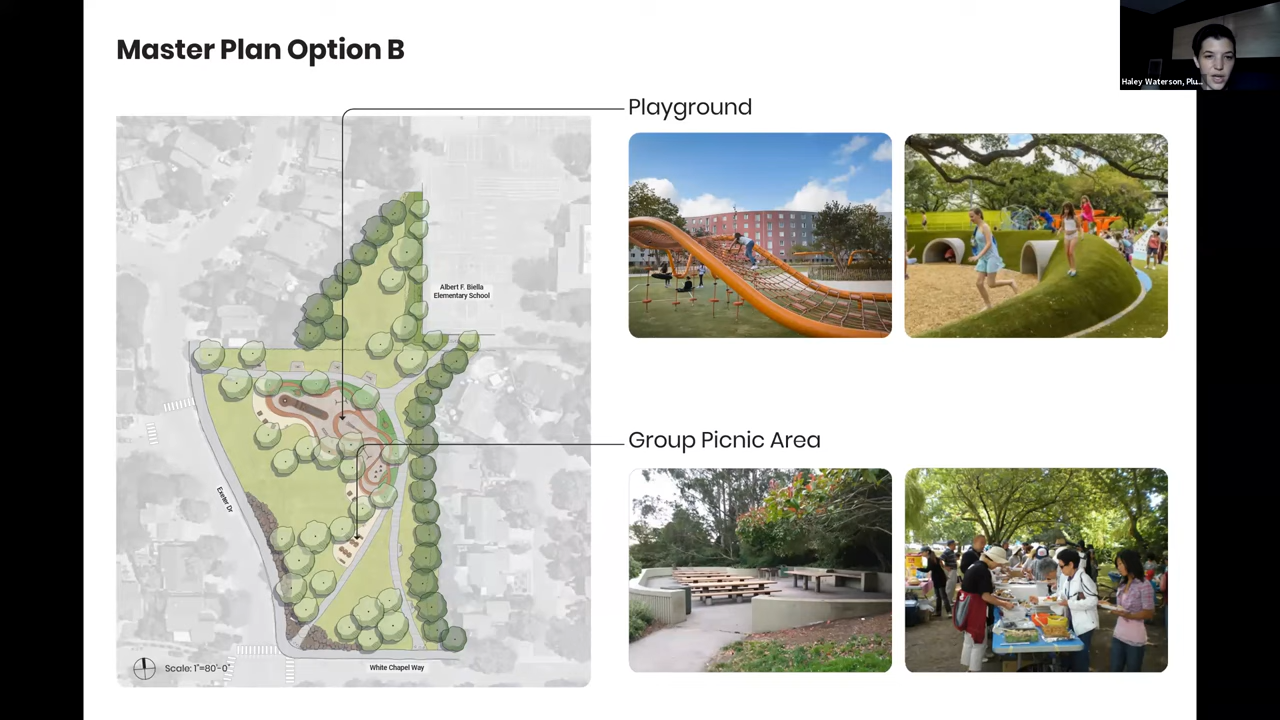 Master Plan Option B
Haley Waterson, Plu...
Playground
Albert F. Biella
Elementary School
Group Picnic Area
Exeter Dr
Scale: 1"=80'-0"
White Chapel Way